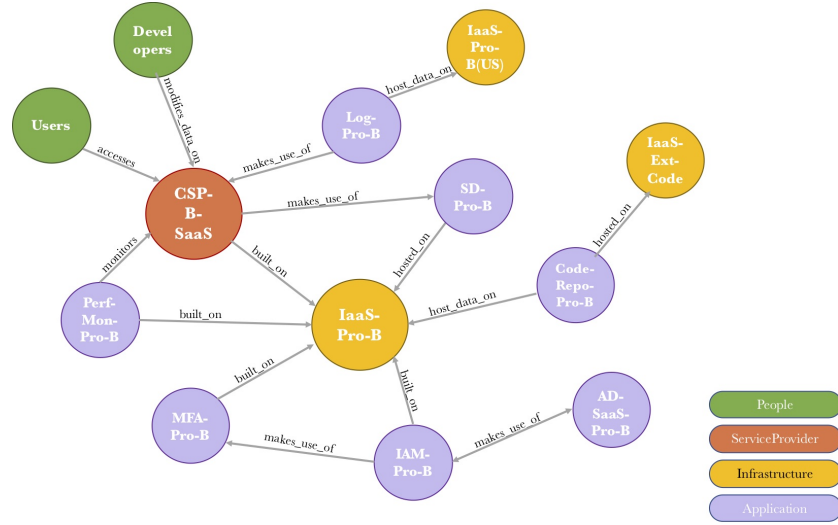 Devel
opers
IaaS-
Pro-
B(US)
host_data_on
modifies_data_on
Users
Log-
Pro-B
accesses
makes_use_of
IaaS-
Ext-
Code
CSP-
B-
SaaS
makes_use_of
SD-
Pro-B
monitors
built_on
hosted_on
hosted_on
Code-
Repo-
Pro-B
Perf-
Mon-
Pro-B
built_on
IaaS-
Pro-B
host_data_on
built_on
built_on
MFA-
Pro-B
makes_use_of
IAM-
Pro-B
makes_use_of
AD-
SaaS-
Pro-B
People
ServiceProvider
Infrastructure
Application